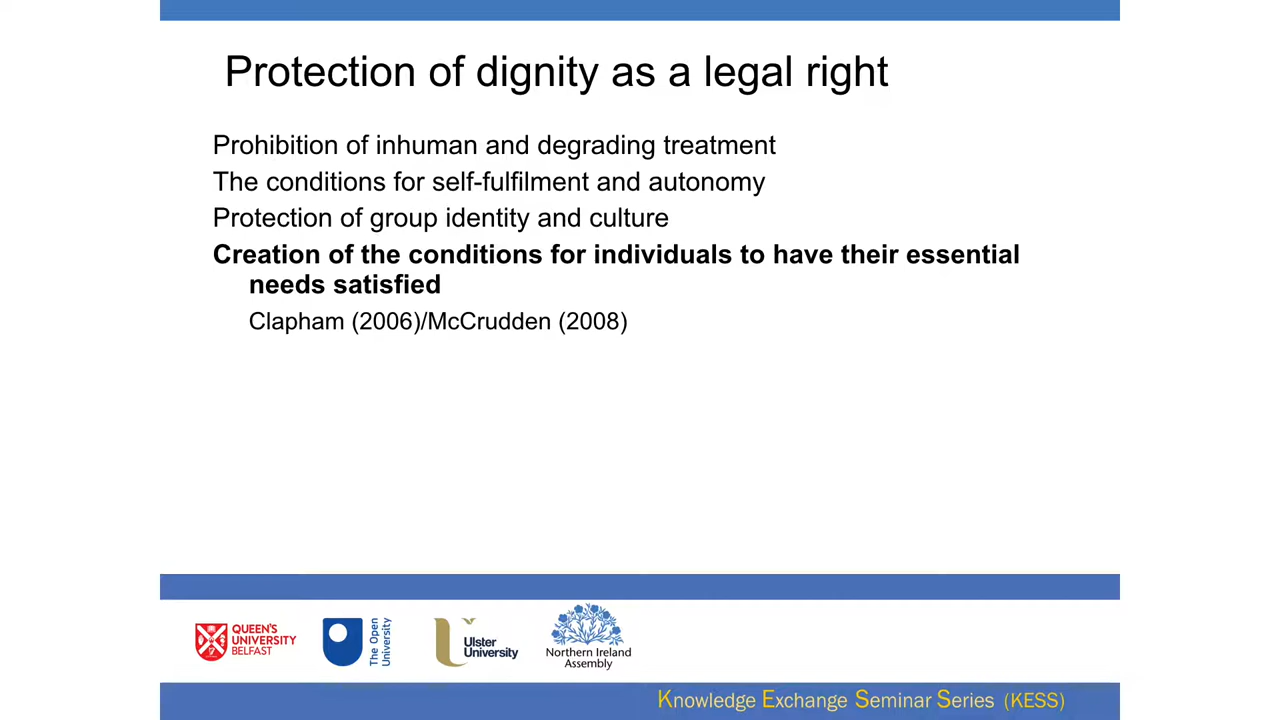 Protection of dignity as a legal right
Prohibition of inhuman and degrading treatment
The conditions for self-fulfilment and autonomy
Protection of group identity and culture
Creation of the conditions for individuals to have their essential
needs satisfied
Clapham (2006)/McCrudden (2008)
QUEEN'S
UNIVERSITY
BELFAST
The Open
University
Ulster
University
Northern Ireland
Assembly
Knowledge Exchange Seminar Series (KESS)